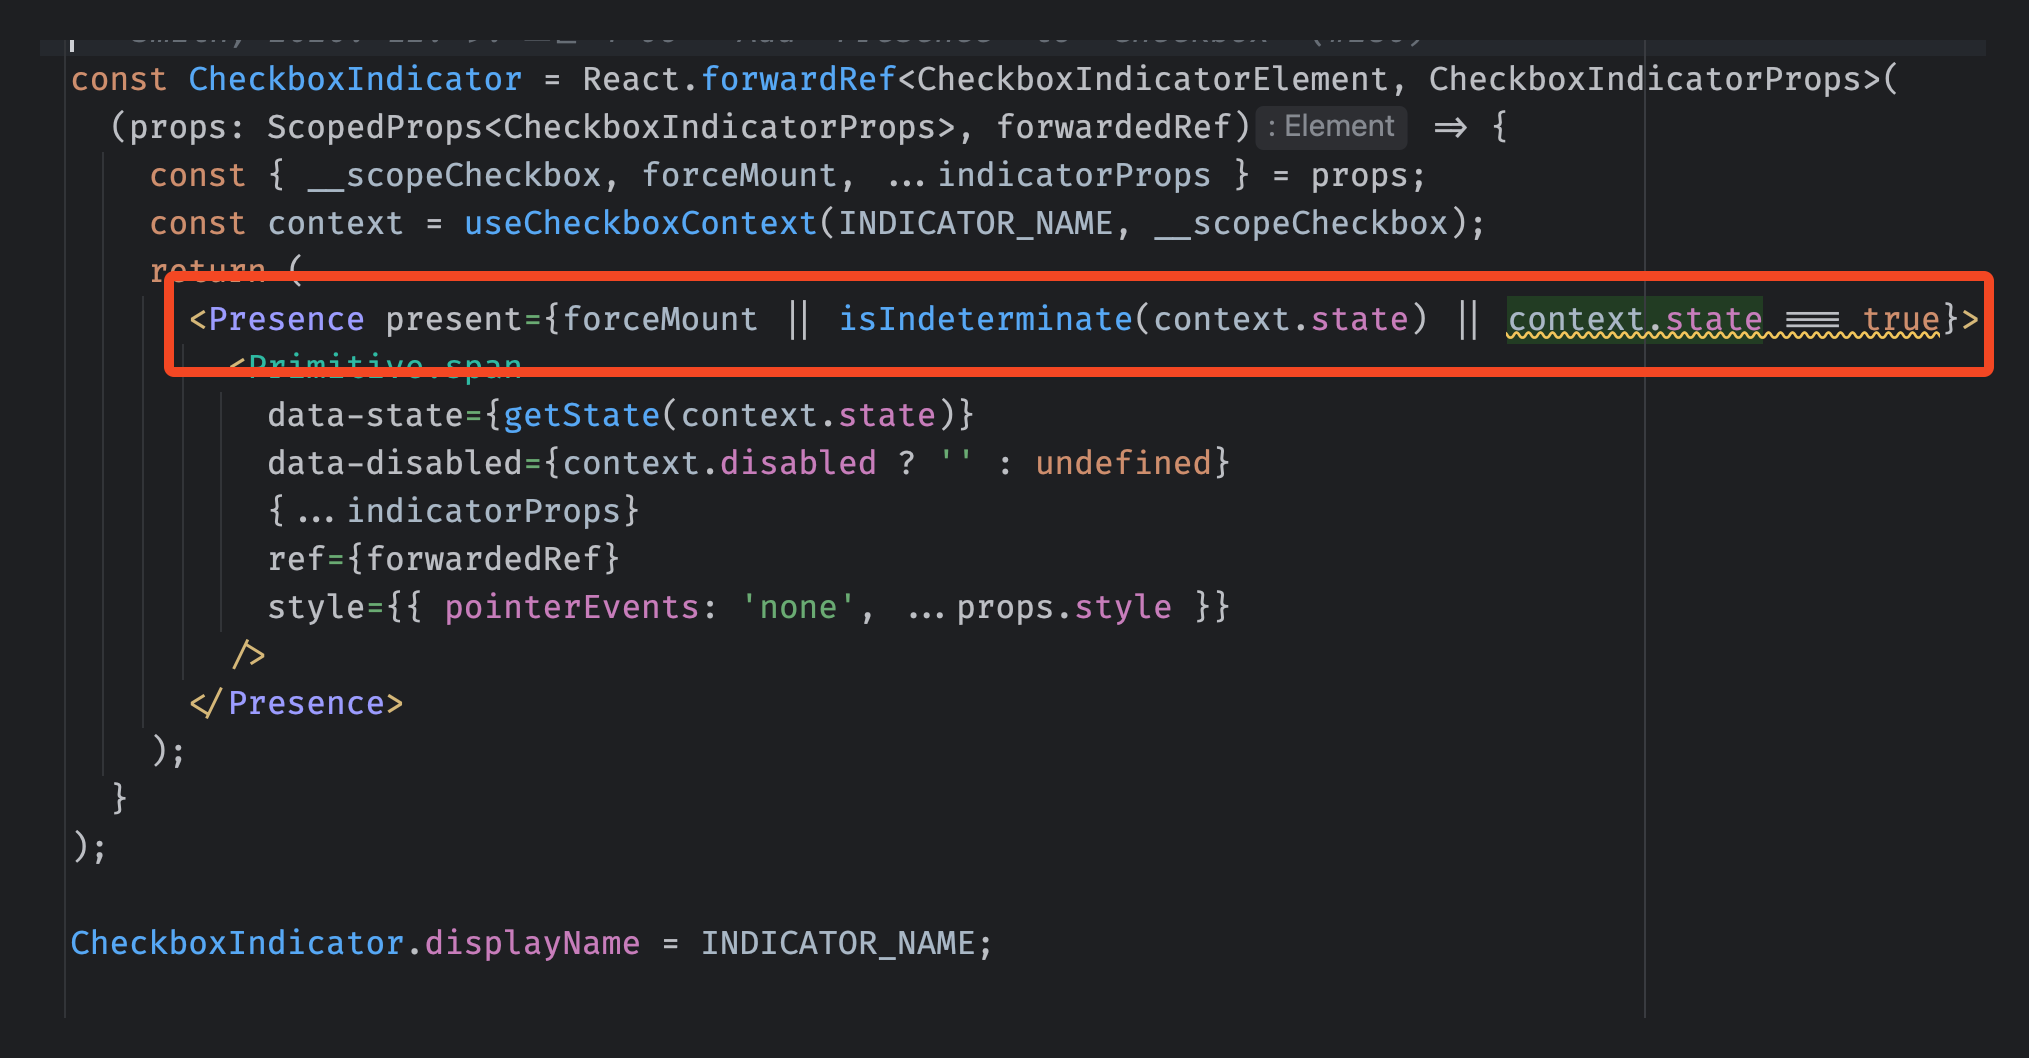 const CheckboxIndicator = React.forwardRef<CheckboxIndicatorElement, CheckboxIndicatorProps>(
(props: ScopedProps<CheckboxIndicatorProps>, forwardedRef) : Element => {
const { __scopeCheckbox, forceMount, ...indicatorProps } = props;
const context = useCheckboxContext(INDICATOR_NAME, __scopeCheckbox);
return (
<Presence present={forceMount || isIndeterminate(context.state) || context.state === true}>
<Primitive.span
data-state={getState(context.state)}
data-disabled={context.disabled ? '' : undefined}
{...indicatorProps}
ref={forwardedRef}
style={{ pointerEvents: 'none', ...props.style }}
/>
</Presence>
);
}
);
CheckboxIndicator.displayName = INDICATOR_NAME;